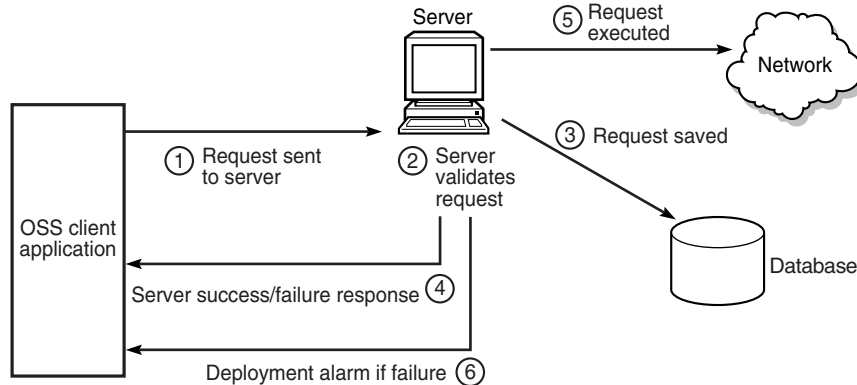 Server
5 Request
executed
Network
1 Request sent
to server
2 Server
validates
request
3 Request saved
OSS client
application
Database
Server success/failure response 4
Deployment alarm if failure 6